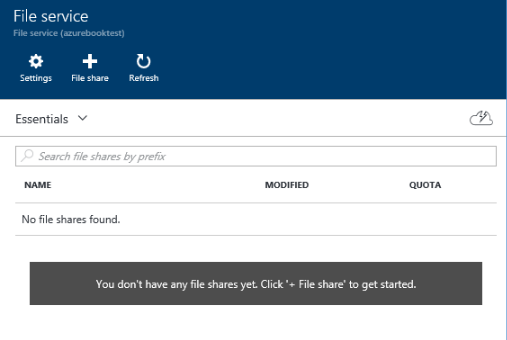 File service
File service (azurebooktest)
Settings File share Refresh
Essentials
Search file shares by prefix
NAME MODIFIED QUOTA
No file shares found.
You don't have any file shares yet. Click '+ File share' to get started.